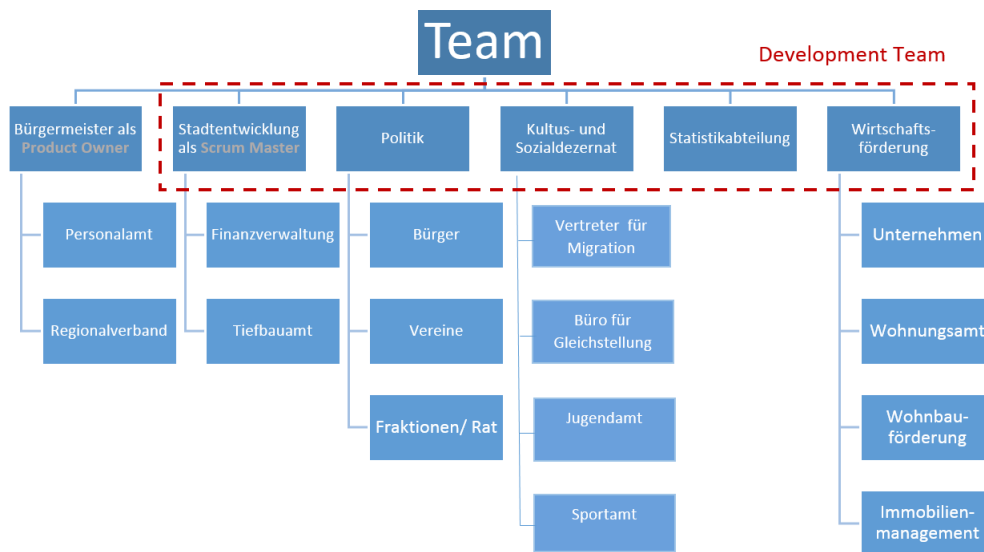 Team
Development Team
Bürgermeister als
Product Owner
Stadtentwicklung
als Scrum Master
Politik
Kultus- und
Sozialdezernat
Statistikabteilung
Wirtschafts-
förderung
Personalamt
Regionalverband
Finanzverwaltung
Tiefbauamt
Bürger
Vereine
Fraktionen/ Rat
Vertreter für
Migration
Büro für
Gleichstellung
Jugendamt
Sportamt
Unternehmen
Wohnungsamt
Wohnbau-
förderung
Immobilien-
management